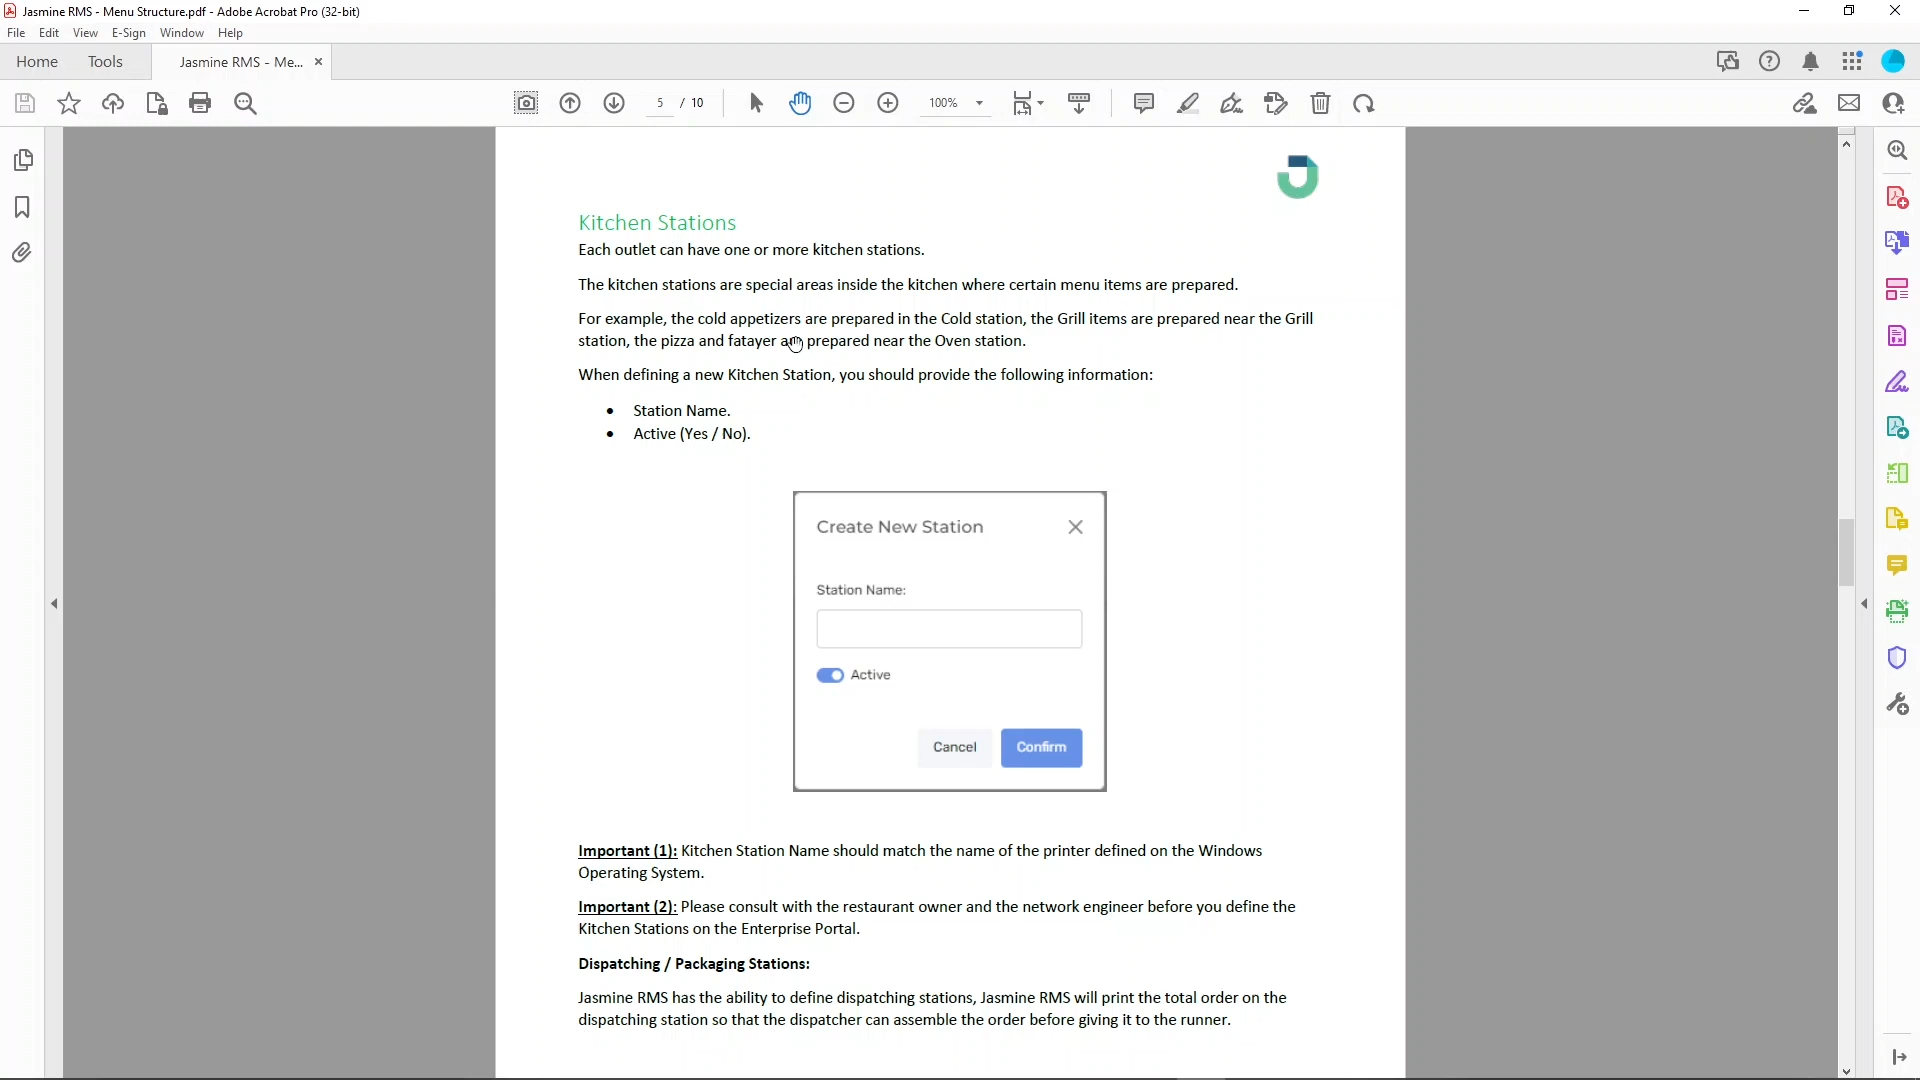 Jasmine RMS - Menu Structure.pdf - Adobe Acrobat Pro (32-bit)
File Edit View E-Sign Window Help
Home Tools Jasmine RMS - Me...
5 / 10 100%
Kitchen Stations
Each outlet can have one or more kitchen stations.
The kitchen stations are special areas inside the kitchen where certain menu items are prepared.
For example, the cold appetizers are prepared in the Cold station, the Grill items are prepared near the Grill
station, the pizza and fatayer are prepared near the Oven station.
When defining a new Kitchen Station, you should provide the following information:
• Station Name.
• Active (Yes / No).
Create New Station
Station Name:
Active
Cancel Confirm
Important (1): Kitchen Station Name should match the name of the printer defined on the Windows
Operating System.
Important (2): Please consult with the restaurant owner and the network engineer before you define the
Kitchen Stations on the Enterprise Portal.
Dispatching / Packaging Stations:
Jasmine RMS has the ability to define dispatching stations, Jasmine RMS will print the total order on the
dispatching station so that the dispatcher can assemble the order before giving it to the runner.